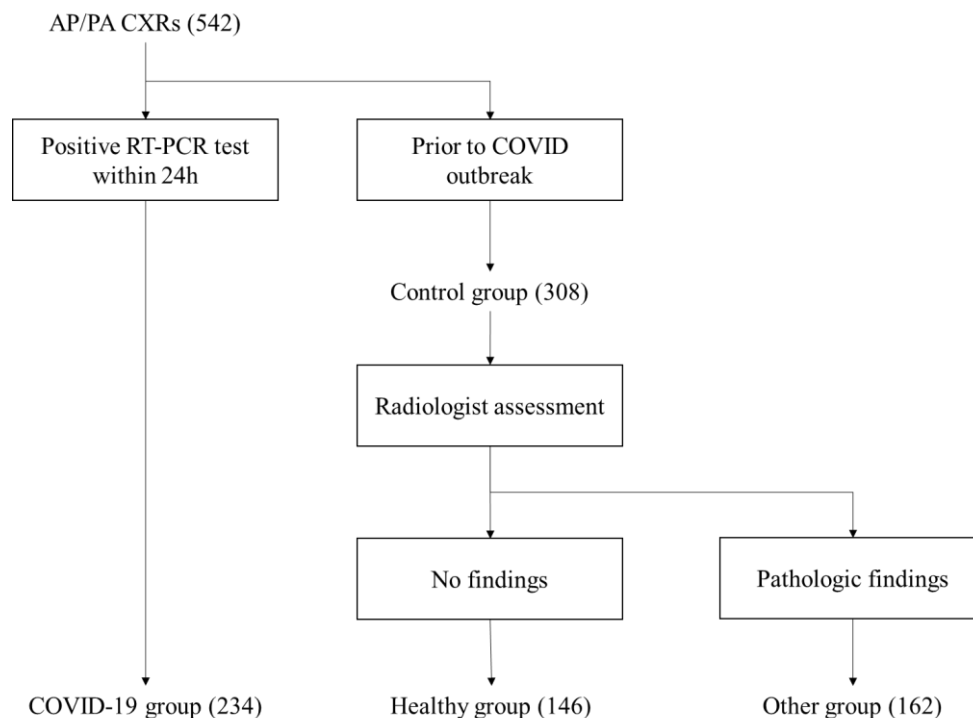 AP/PA CXRs (542)
Positive RT-PCR test
within 24h
Prior to COVID
outbreak
Control group (308)
Radiologist assessment
No findings
Pathologic findings
COVID-19 group (234)
Healthy group (146)
Other group (162)